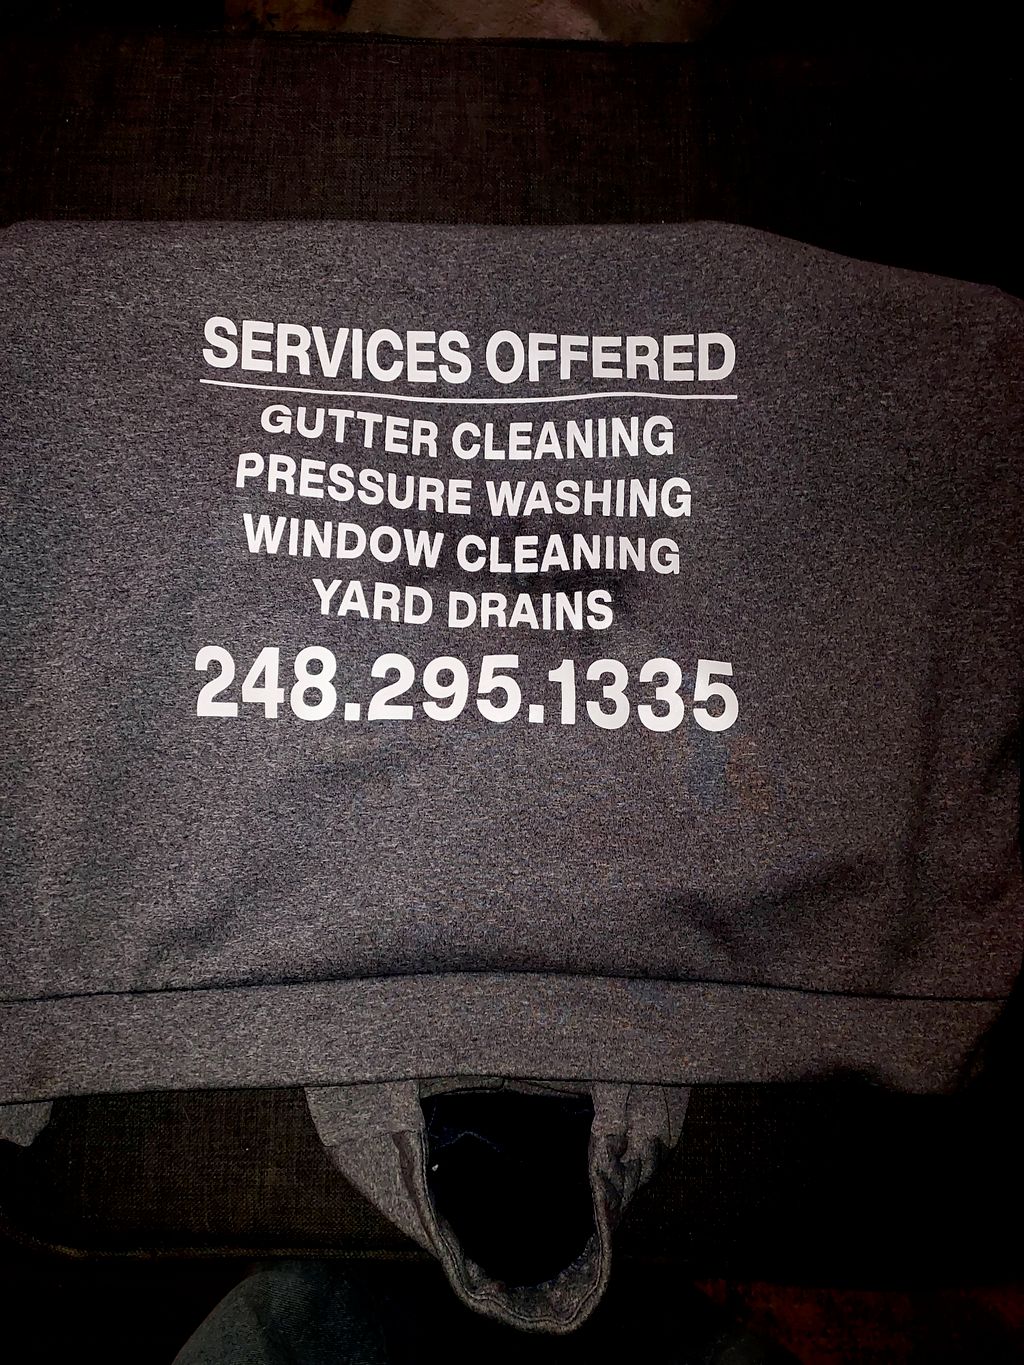 SERVICES OFFERED
GUTTER CLEANING
PRESSURE WASHING
WINDOW CLEANING
YARD DRAINS
248.295.1335